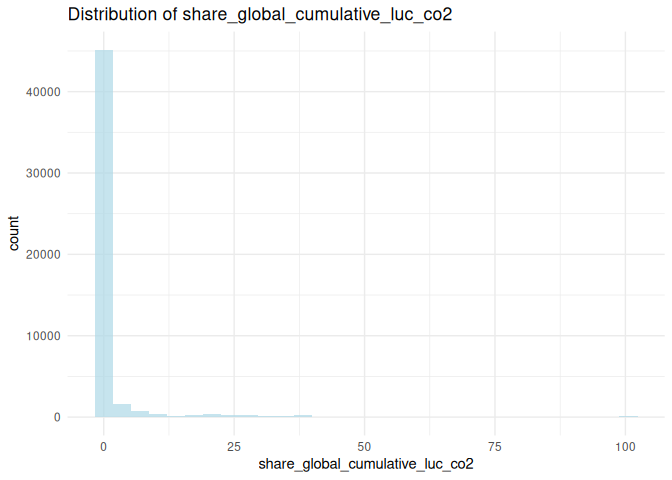 Distribution of share_global_cumulative_luc_co2
40000
30000
20000
10000
0
count
0 25 50 75 100
share_global_cumulative_luc_co2